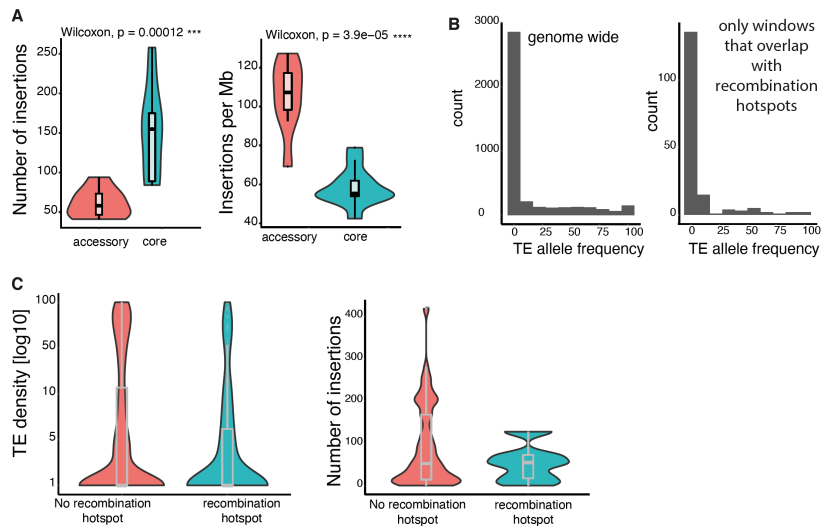 A
Wilcoxon, p = 0.00012 ***
Number of insertions
250
200
150
100
50
accessory
core
Wilcoxon, p = 3.9e−05 ****
Insertions per Mb
120
100
80
60
40
accessory
core
B
genome wide
count
3000
2000
1000
0
0 25 50 75 100
TE allele frequency
only windows
that overlap
with
recombination
hotspots
count
100
50
0
0 25 50 75 100
TE allele frequency
C
TE density [log10]
100
50
10
5
1
No recombination
hotspot
recombination
hotspot
Number of insertions
400
300
200
100
0
No recombination
hotspot
recombination
hotspot